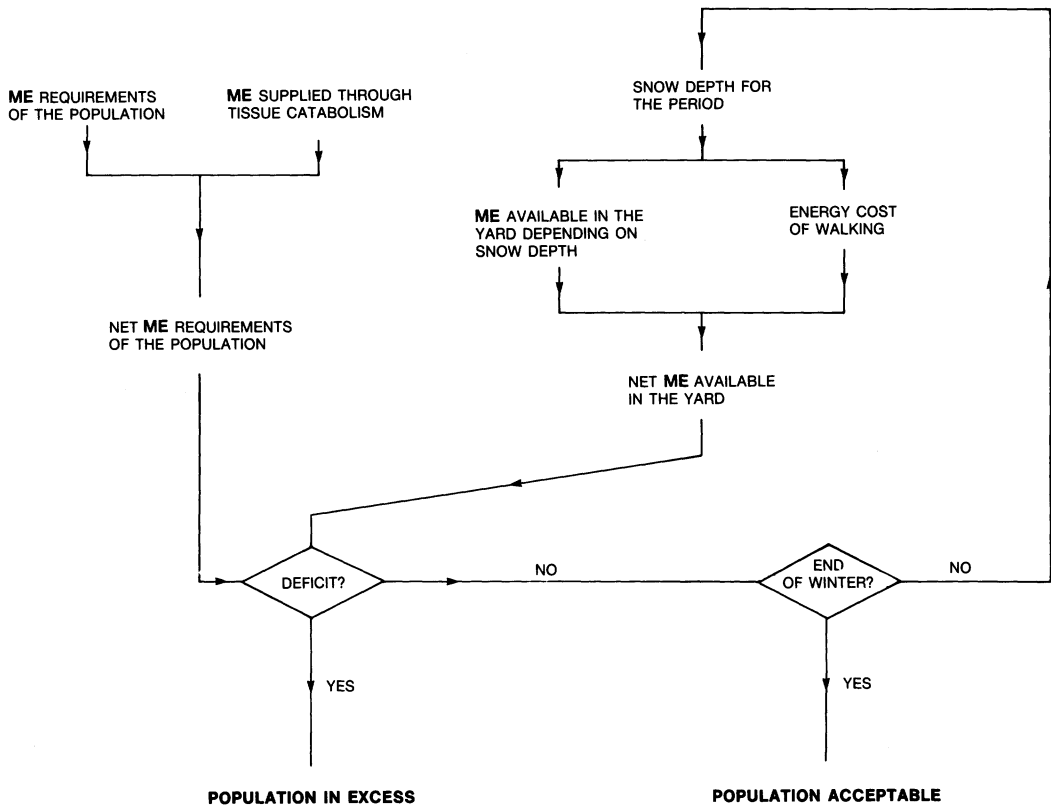 ME REQUIREMENTS
OF THE POPULATION
ME SUPPLIED THROUGH
TISSUE CATABOLISM
SNOW DEPTH FOR
THE PERIOD
ME AVAILABLE IN THE
YARD DEPENDING ON
SNOW DEPTH
ENERGY COST
OF WALKING
NET ME REQUIREMENTS
OF THE POPULATION
NET ME AVAILABLE
IN THE YARD
DEFICIT?
NO
END
OF WINTER?
NO
YES
YES
POPULATION IN EXCESS
POPULATION ACCEPTABLE